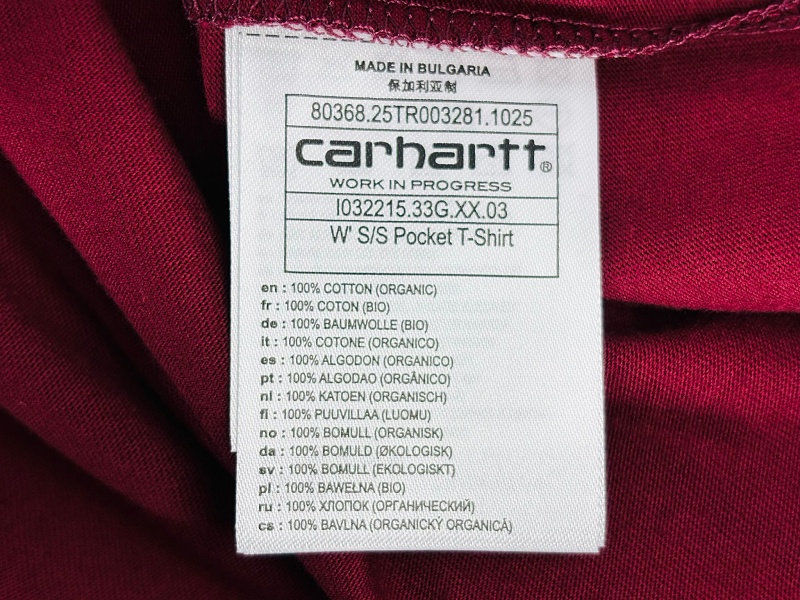 MADE IN BULGARIA
保加利亚制
80368.25TR003281.1025
carhartt®
WORK IN PROGRESS
I032215.33G.XX.03
W' S/S Pocket T-Shirt
en : 100% COTTON (ORGANIC)
fr : 100% COTON (BIO)
de : 100% BAUMWOLLE (BIO)
it : 100% COTONE (ORGANICO)
es : 100% ALGODON (ORGANICO)
pt : 100% ALGODAO (ORGÂNICO)
nl : 100% KATOEN (ORGANISCH)
fi : 100% PUUVILLAA (LUOMU)
no : 100% BOMULL (ORGANISK)
da : 100% BOMULD (ØKOLOGISK)
sv : 100% BOMULL (EKOLOGISKT)
pl : 100% BAWEŁNA (BIO)
ru : 100% ХЛОПОК (ОРГАНИЧЕСКИЙ)
cs : 100% BAVLNA (ORGANICKÝ ORGANICÁ)